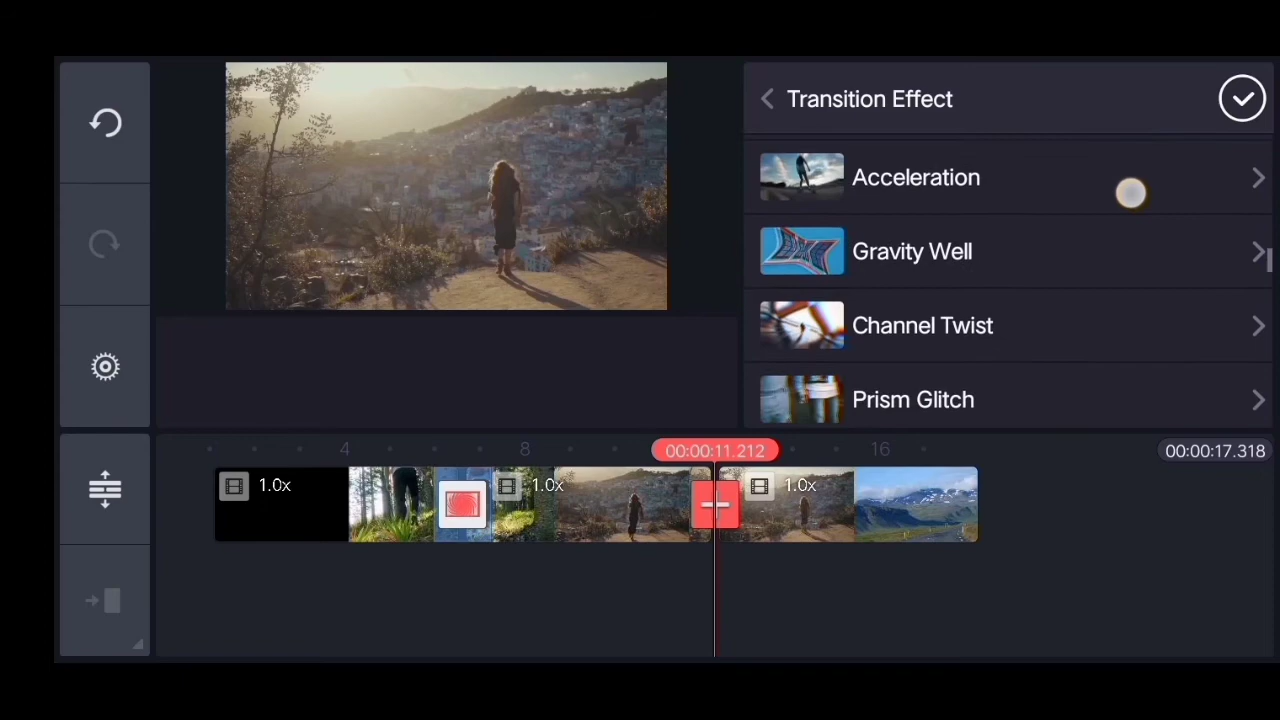 Transition Effect
Acceleration
Gravity Well
Channel Twist
Prism Glitch
4
8
00:00:11.212
16
00:00:17.318
1.0x
1.0x
1.0x